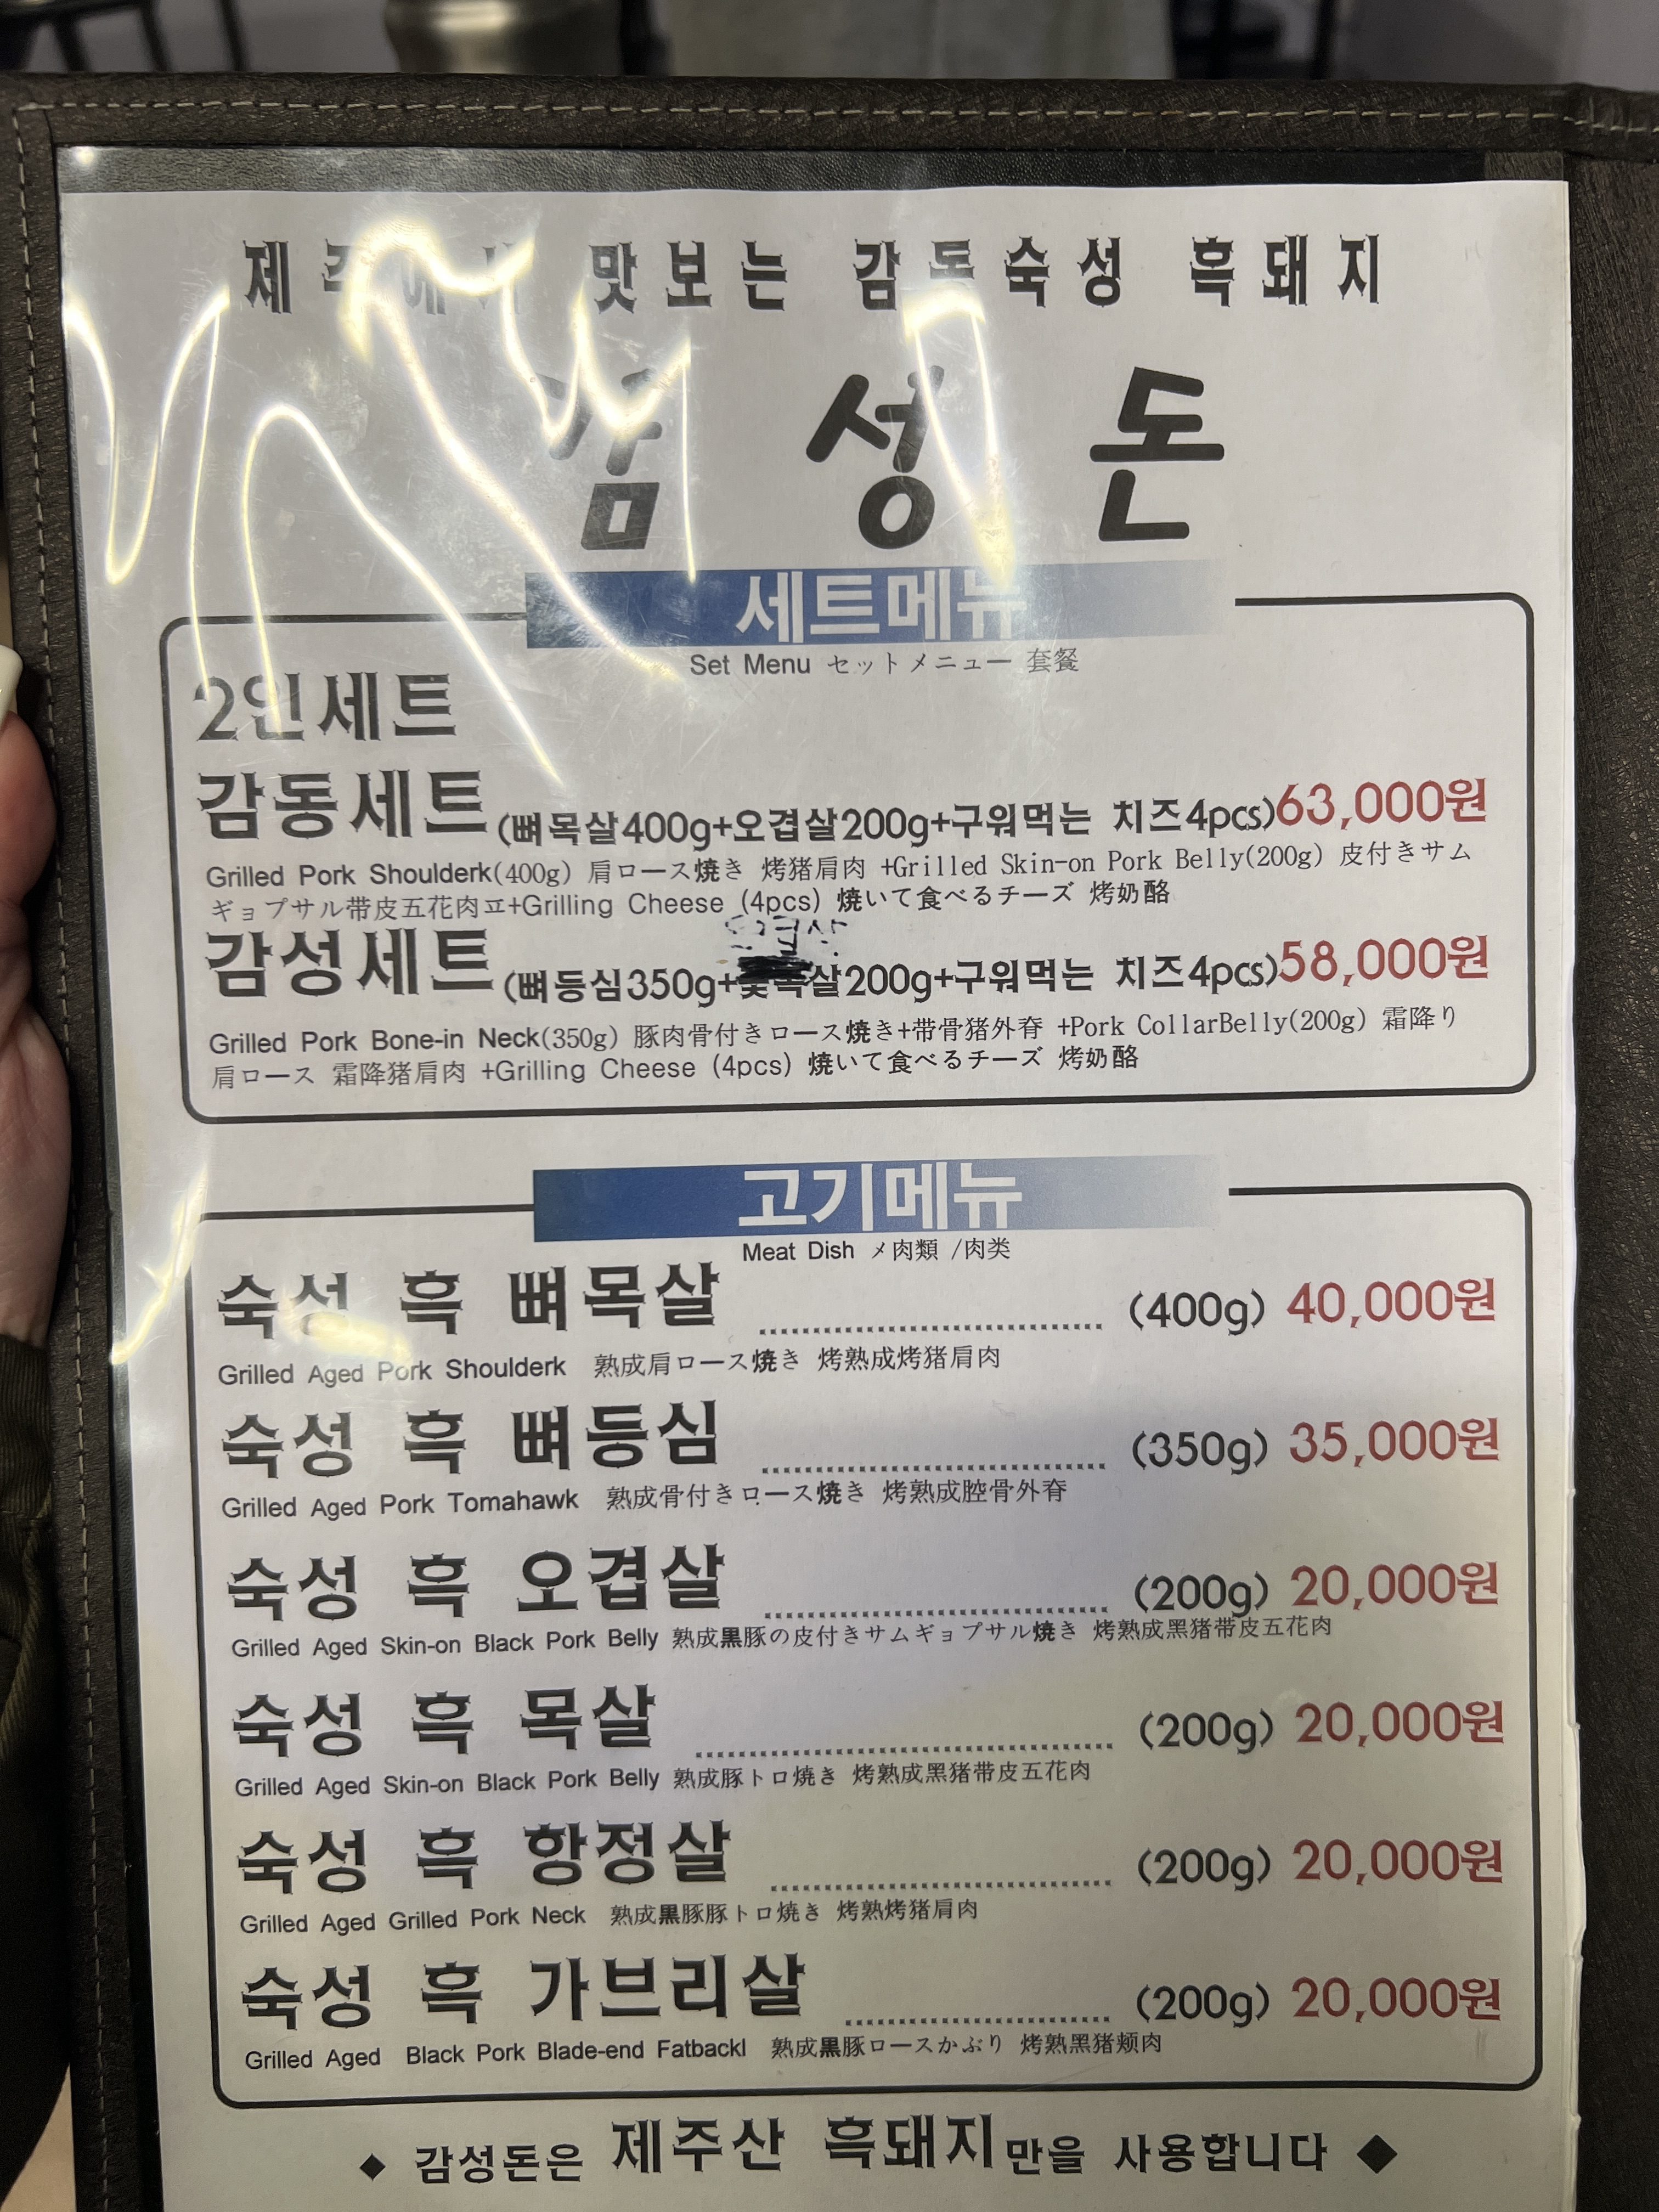 제주에서 맛보는 감동숙성 흑돼지
감성돈
세트메뉴
Set Menu セットメニュー 套餐
2인세트
감동세트(뼈목살400g+오겹살200g+구워먹는 치즈4pcs)63,000원
Grilled Pork Shoulderk(400g) 肩ロース焼き 烤猪肩肉 +Grilled Skin-on Pork Belly(200g) 皮付きサム
ギョプサル带皮五花肉프+Grilling Cheese (4pcs) 焼いて食べるチーズ 烤奶酪
오겹살
감성세트(뼈등심350g+살200g+구워먹는 치즈4pcs)58,000원
Grilled Pork Bone-in Neck(350g) 豚肉骨付きロース焼き+带骨猪外脊 +Pork CollarBelly(200g) 霜降り
肩ロース 霜降猪肩肉 +Grilling Cheese (4pcs) 焼いて食べるチーズ 烤奶酪
고기메뉴
Meat Dish メ肉類 /肉类
숙성 흑 뼈목살 (400g) 40,000원
Grilled Aged Pork Shoulderk 熟成肩ロース焼き 烤熟成烤猪肩肉
숙성 흑 뼈등심 (350g) 35,000원
Grilled Aged Pork Tomahawk 熟成骨付きロース焼き 烤熟成腔骨外脊
숙성 흑 오겹살 (200g) 20,000원
Grilled Aged Skin-on Black Pork Belly 熟成黒豚の皮付きサムギョプサル焼き 烤熟成黑猪带皮五花肉
숙성 흑 목살 (200g) 20,000원
Grilled Aged Skin-on Black Pork Belly 熟成豚トロ焼き 烤熟成黑猪带皮五花肉
숙성 흑 항정살 (200g) 20,000원
Grilled Aged Grilled Pork Neck 熟成黒豚豚トロ焼き 烤熟烤猪肩肉
숙성 흑 가브리살 (200g) 20,000원
Grilled Aged Black Pork Blade-end Fatbackl 熟成黒豚ロースかぶり 烤熟黑猪颊肉
◆ 감성돈은 제주산 흑돼지만을 사용합니다 ◆